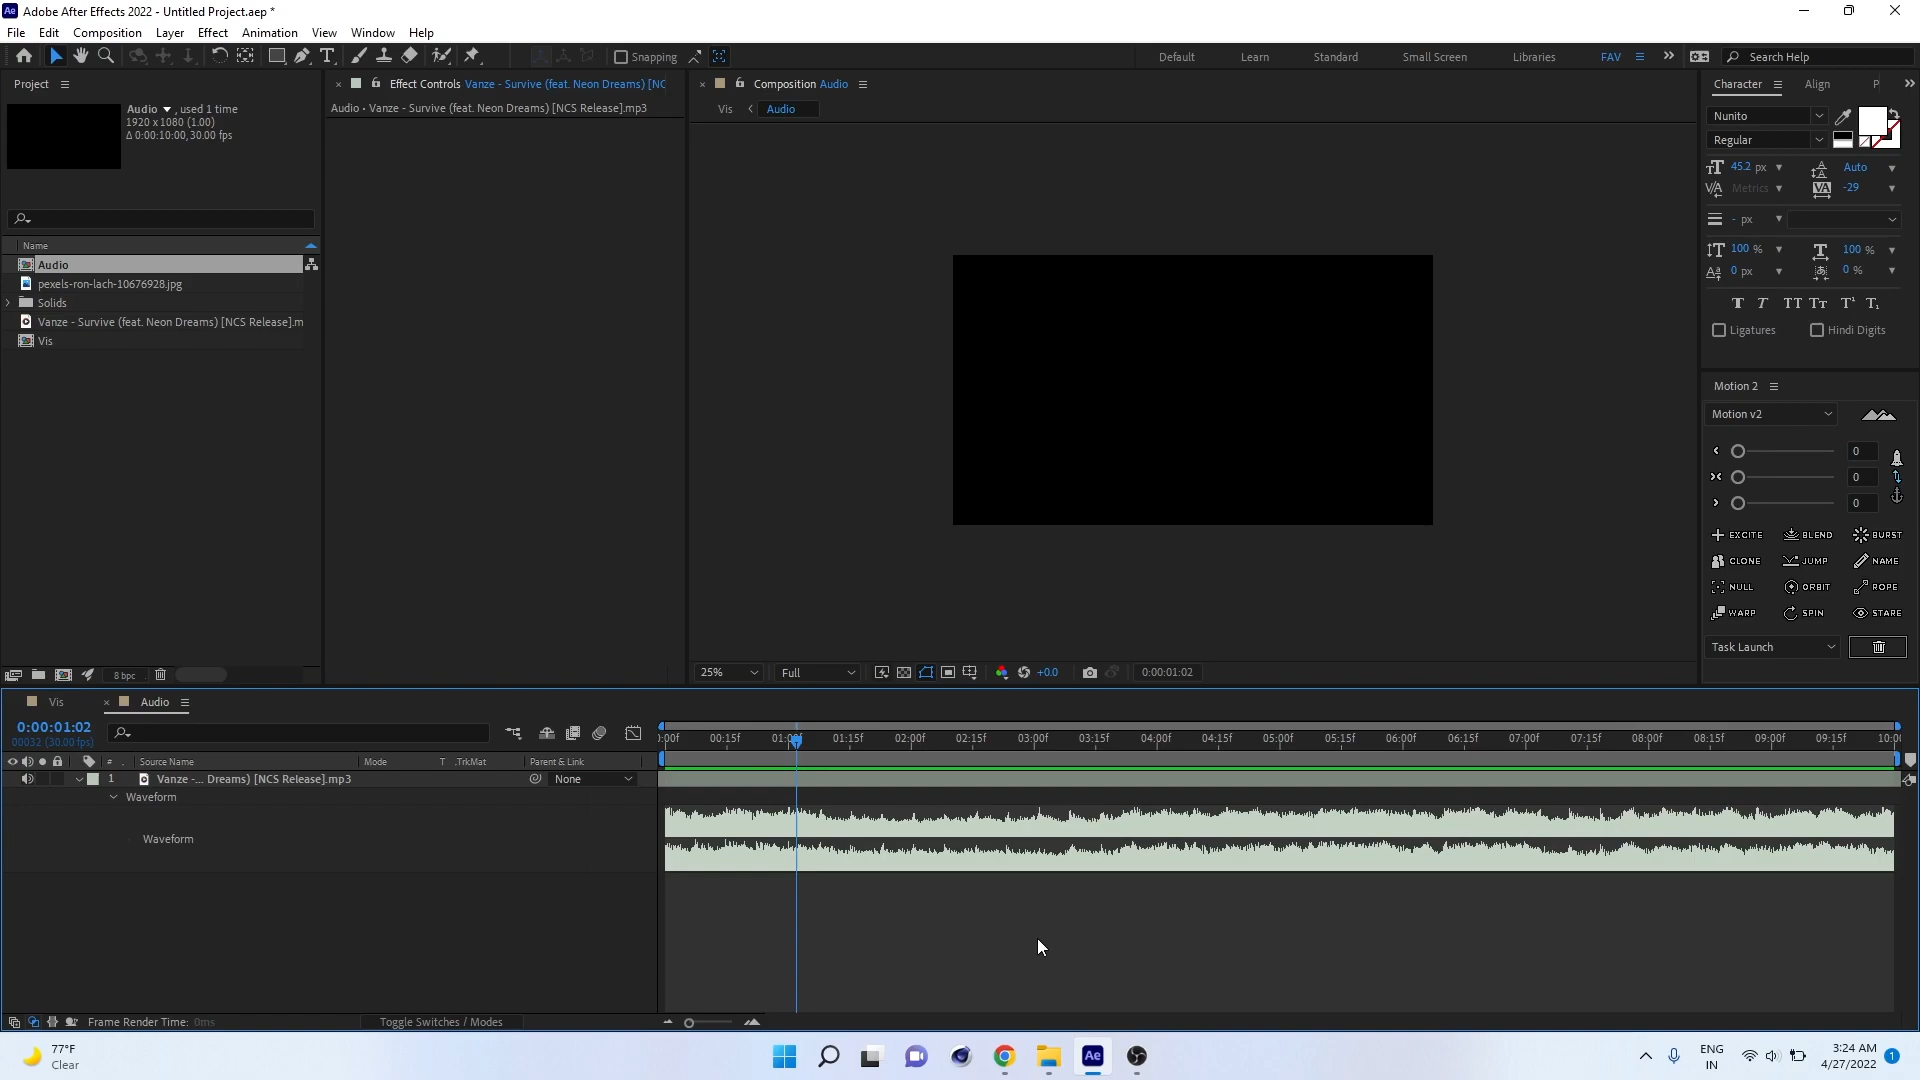 Adobe After Effects 2022 - Untitled Project.aep *
File Edit Composition Layer Effect Animation View Window Help
Snapping
Default Learn Standard Small Screen Libraries FAV
Search Help
Project
Audio , used 1 time
1920 x 1080 (1.00)
Δ 0:00:10:00, 30.00 fps
Name
Audio
pexels-ron-lach-10676928.jpg
Solids
Vanze - Survive (feat. Neon Dreams) [NCS Release].m
Vis
8 bpc
Effect Controls Vanze - Survive (feat. Neon Dreams) [NC
Audio • Vanze - Survive (feat. Neon Dreams) [NCS Release].mp3
Composition Audio
Vis Audio
25% Full +0.0 0:00:01:02
Character Align P
Nunito
Regular
45.2 px Auto
Metrics -29
- px
100 % 100 %
0 px 0 %
T T TT Tt T¹ T₁
Ligatures Hindi Digits
Motion 2
Motion v2
0
0
0
EXCITE BLEND BURST
CLONE JUMP NAME
NULL ORBIT ROPE
WARP SPIN STARE
Task Launch
Vis Audio
0:00:01:02
00032 (30.00 fps)
:00f 00:15f 01:00f 01:15f 02:00f 02:15f 03:00f 03:15f 04:00f 04:15f 05:00f 05:15f 06:00f 06:15f 07:00f 07:15f 08:00f 08:15f 09:00f 09:15f 10:00
# . Source Name Mode T .TrkMat Parent & Link
1 Vanze -... Dreams) [NCS Release].mp3 None
Waveform
Waveform
Frame Render Time: 0ms Toggle Switches / Modes
77°F
Clear
Ae
ENG
IN
3:24 AM
4/27/2022
1